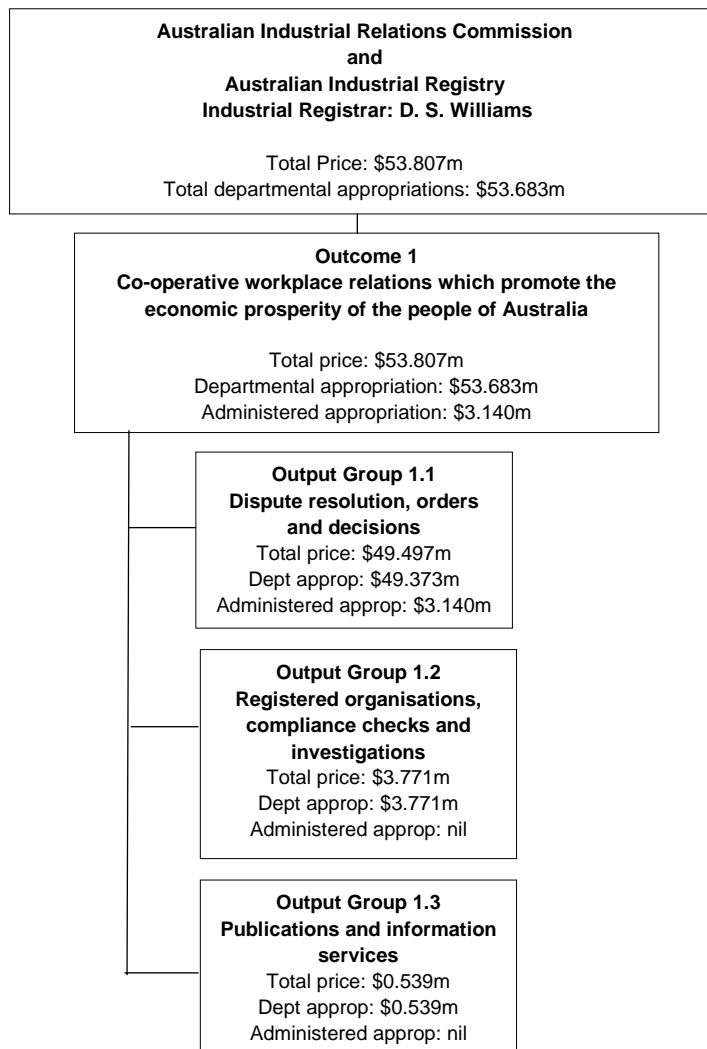 Australian Industrial Relations Commission
and
Australian Industrial Registry
Industrial Registrar: D. S. Williams
Total Price: $53.807m
Total departmental appropriations: $53.683m
Outcome 1
Co-operative workplace relations which promote the
economic prosperity of the people of Australia
Total price: $53.807m
Departmental appropriation: $53.683m
Administered appropriation: $3.140m
Output Group 1.1
Dispute resolution, orders
and decisions
Total price: $49.497m
Dept approp: $49.373m
Administered approp: $3.140m
Output Group 1.2
Registered organisations,
compliance checks and
investigations
Total price: $3.771m
Dept approp: $3.771m
Administered approp: nil
Output Group 1.3
Publications and information
services
Total price: $0.539m
Dept approp: $0.539m
Administered approp: nil